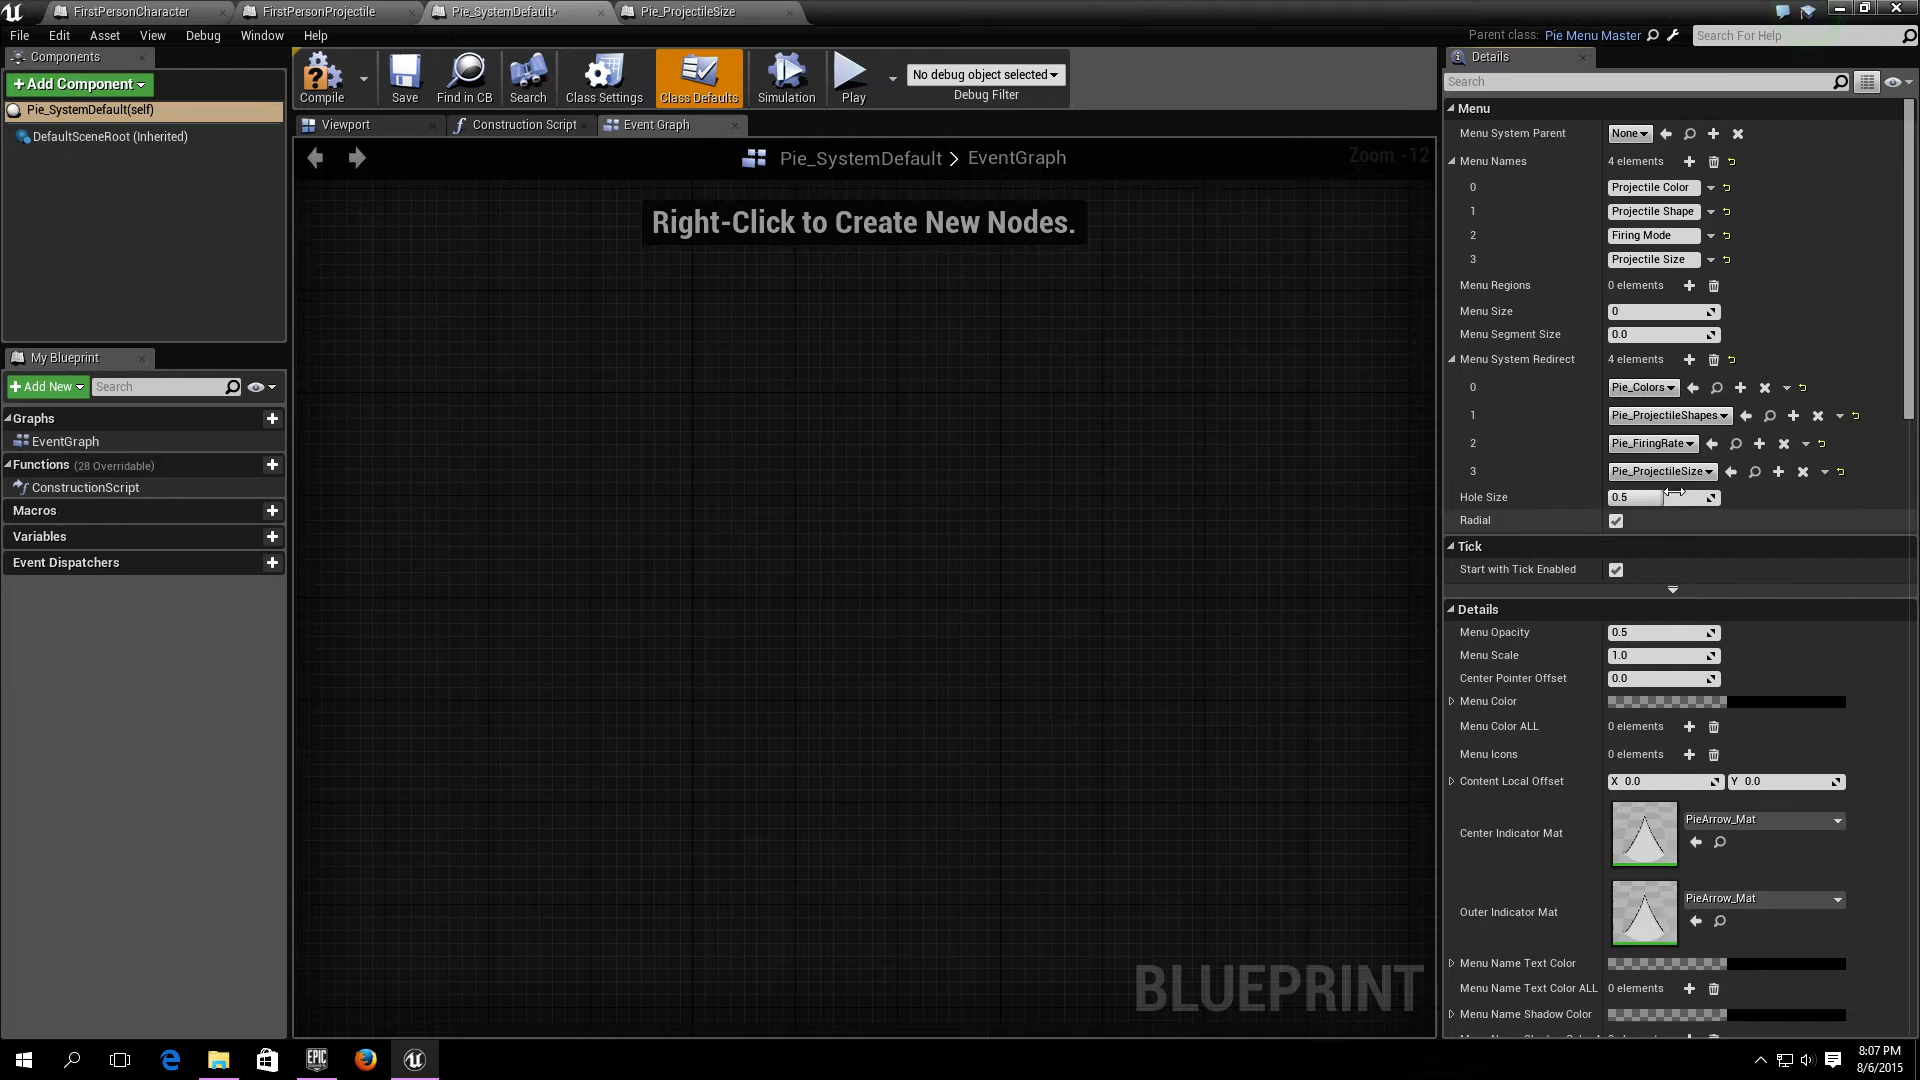 FirstPersonCharacter
FirstPersonProjectile
Pie_SystemDefault*
Pie_ProjectileSize
File Edit Asset View Debug Window Help
Parent class: Pie Menu Master
Search For Help
Components
+Add Component
Pie_SystemDefault(self)
DefaultSceneRoot (Inherited)
My Blueprint
+Add New
Search
Graphs
EventGraph
Functions (28 Overridable)
ConstructionScript
Macros
Variables
Event Dispatchers
Compile
Save
Find in CB
Search
Class Settings
Class Defaults
Simulation
Play
No debug object selected
Debug Filter
Viewport
Construction Script
Event Graph
Pie_SystemDefault > EventGraph
Zoom -12
Right-Click to Create New Nodes.
BLUEPRINT
Details
Search
Menu
Menu System Parent None
Menu Names 4 elements
0 Projectile Color
1 Projectile Shape
2 Firing Mode
3 Projectile Size
Menu Regions 0 elements
Menu Size 0
Menu Segment Size 0.0
Menu System Redirect 4 elements
0 Pie_Colors
1 Pie_ProjectileShapes
2 Pie_FiringRate
3 Pie_ProjectileSize
Hole Size 0.5
Radial
Tick
Start with Tick Enabled
Details
Menu Opacity 0.5
Menu Scale 1.0
Center Pointer Offset 0.0
Menu Color
Menu Color ALL 0 elements
Menu Icons 0 elements
Content Local Offset X 0.0 Y 0.0
Center Indicator Mat PieArrow_Mat
Outer Indicator Mat PieArrow_Mat
Menu Name Text Color
Menu Name Text Color ALL 0 elements
Menu Name Shadow Color
EPIC GAMES
8:07 PM
8/6/2015